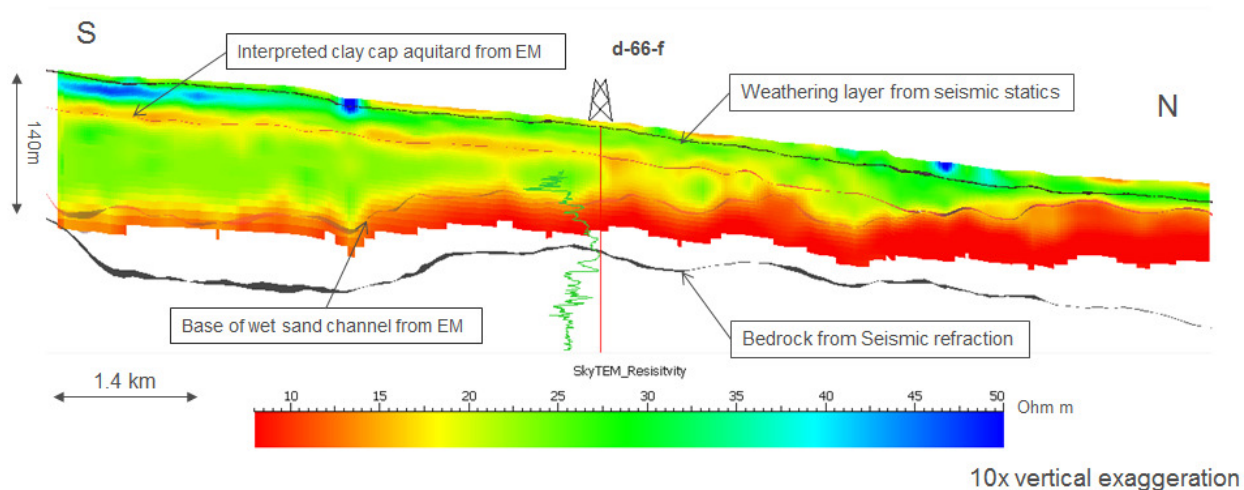 S
Interpreted clay cap aquitard from EM
d-66-f
Weathering layer from seismic statics
N
140m
Base of wet sand channel from EM
Bedrock from Seismic refraction
1.4 km
SkyTEM_Resisitvity
10 15 20 25 30 35 40 45 50
Ohm m
10x vertical exaggeration